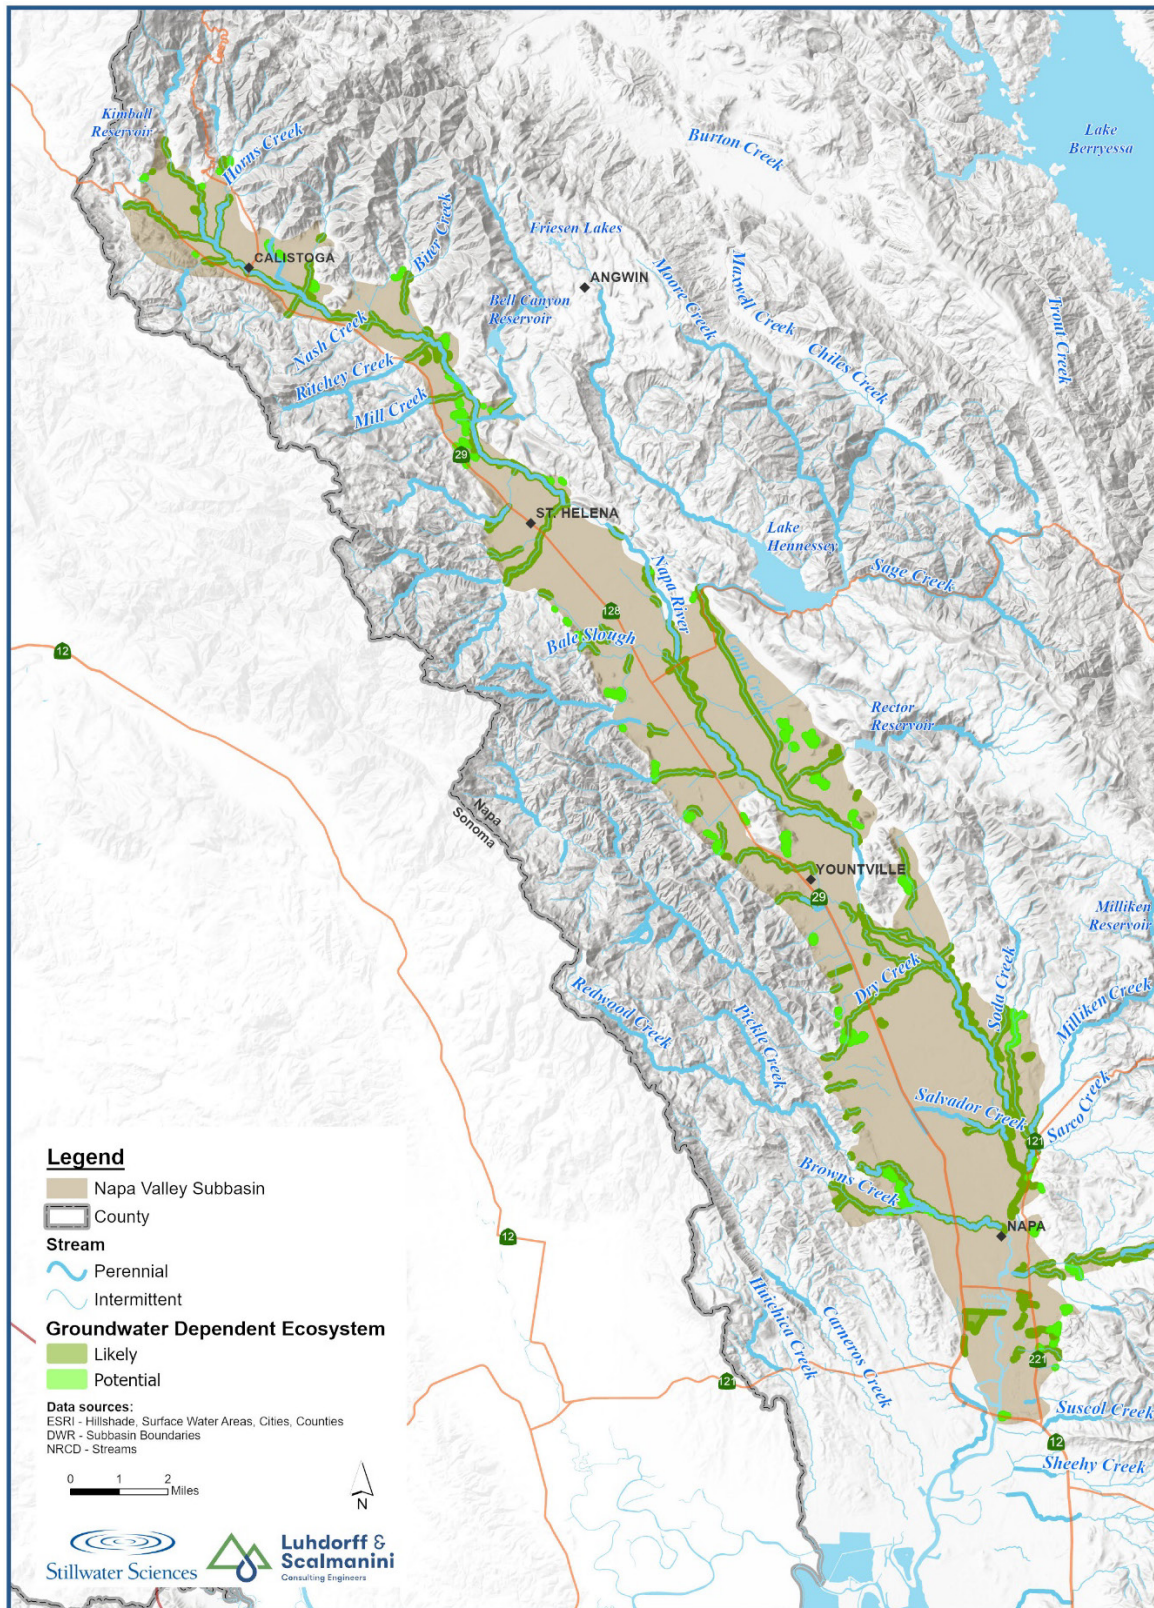 Kimball
Reservoir
Horns Creek
Burton Creek
Lake
Berryessa
Biter Creek
Friesen Lakes
CALISTOGA
ANGWIN
Bell Canyon
Reservoir
Moore Creek
Maxwell Creek
Chiles Creek
Trout Creek
Nash Creek
Ritchey Creek
Mill Creek
29
ST. HELENA
Lake
Hennessey
Sage Creek
Napa River
128
Bale Slough
12
Conn Creek
Rector
Reservoir
Napa
Sonoma
YOUNTVILLE
29
Milliken
Reservoir
Dry Creek
Soda Creek
Milliken Creek
Redwood Creek
Pickle Creek
Salvador Creek
Sarco Creek
121
Browns Creek
NAPA
12
Huichica Creek
Carneros Creek
221
121
Suscol Creek
12
Sheehy Creek
Legend
Napa Valley Subbasin
County
Stream
Perennial
Intermittent
Groundwater Dependent Ecosystem
Likely
Potential
Data sources:
ESRI - Hillshade, Surface Water Areas, Cities, Counties
DWR - Subbasin Boundaries
NRCD - Streams
0 1 2
Miles
N
Stillwater Sciences
Luhdorff &
Scalmanini
Consulting Engineers